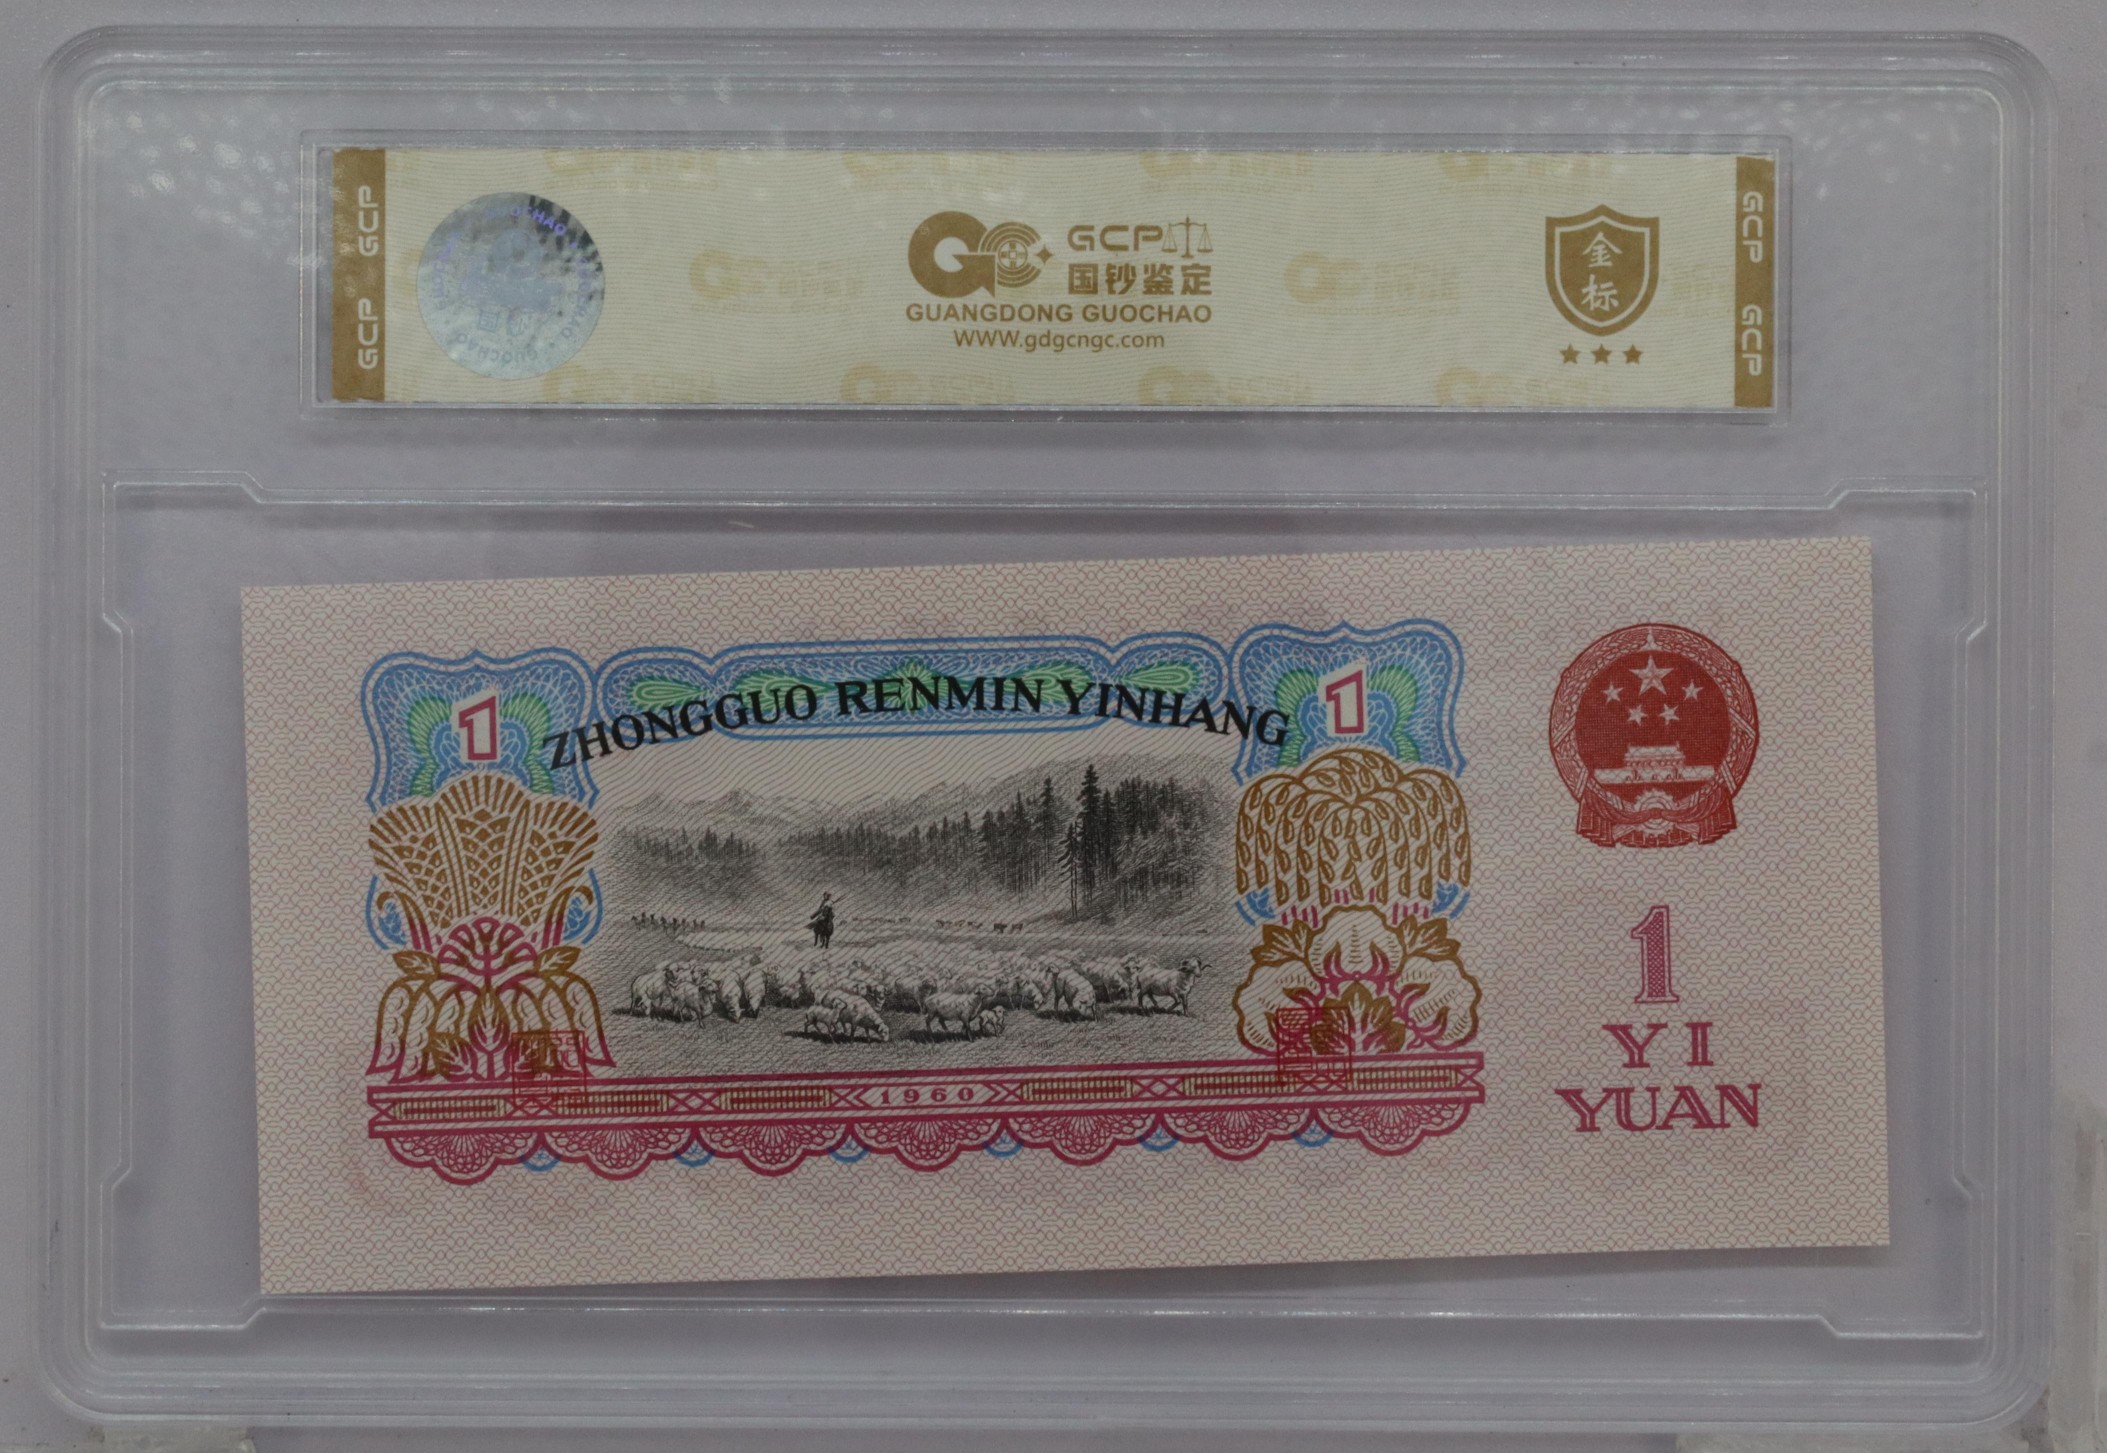 GCP GCP
GCP
国钞鉴定
GUANGDONG GUOCHAO
WWW.gdgcngc.com
金
标
GCP GCP
GUOCHAO
1
ZHONGGUO RENMIN YINHANG
1
1960
1
YI
YUAN